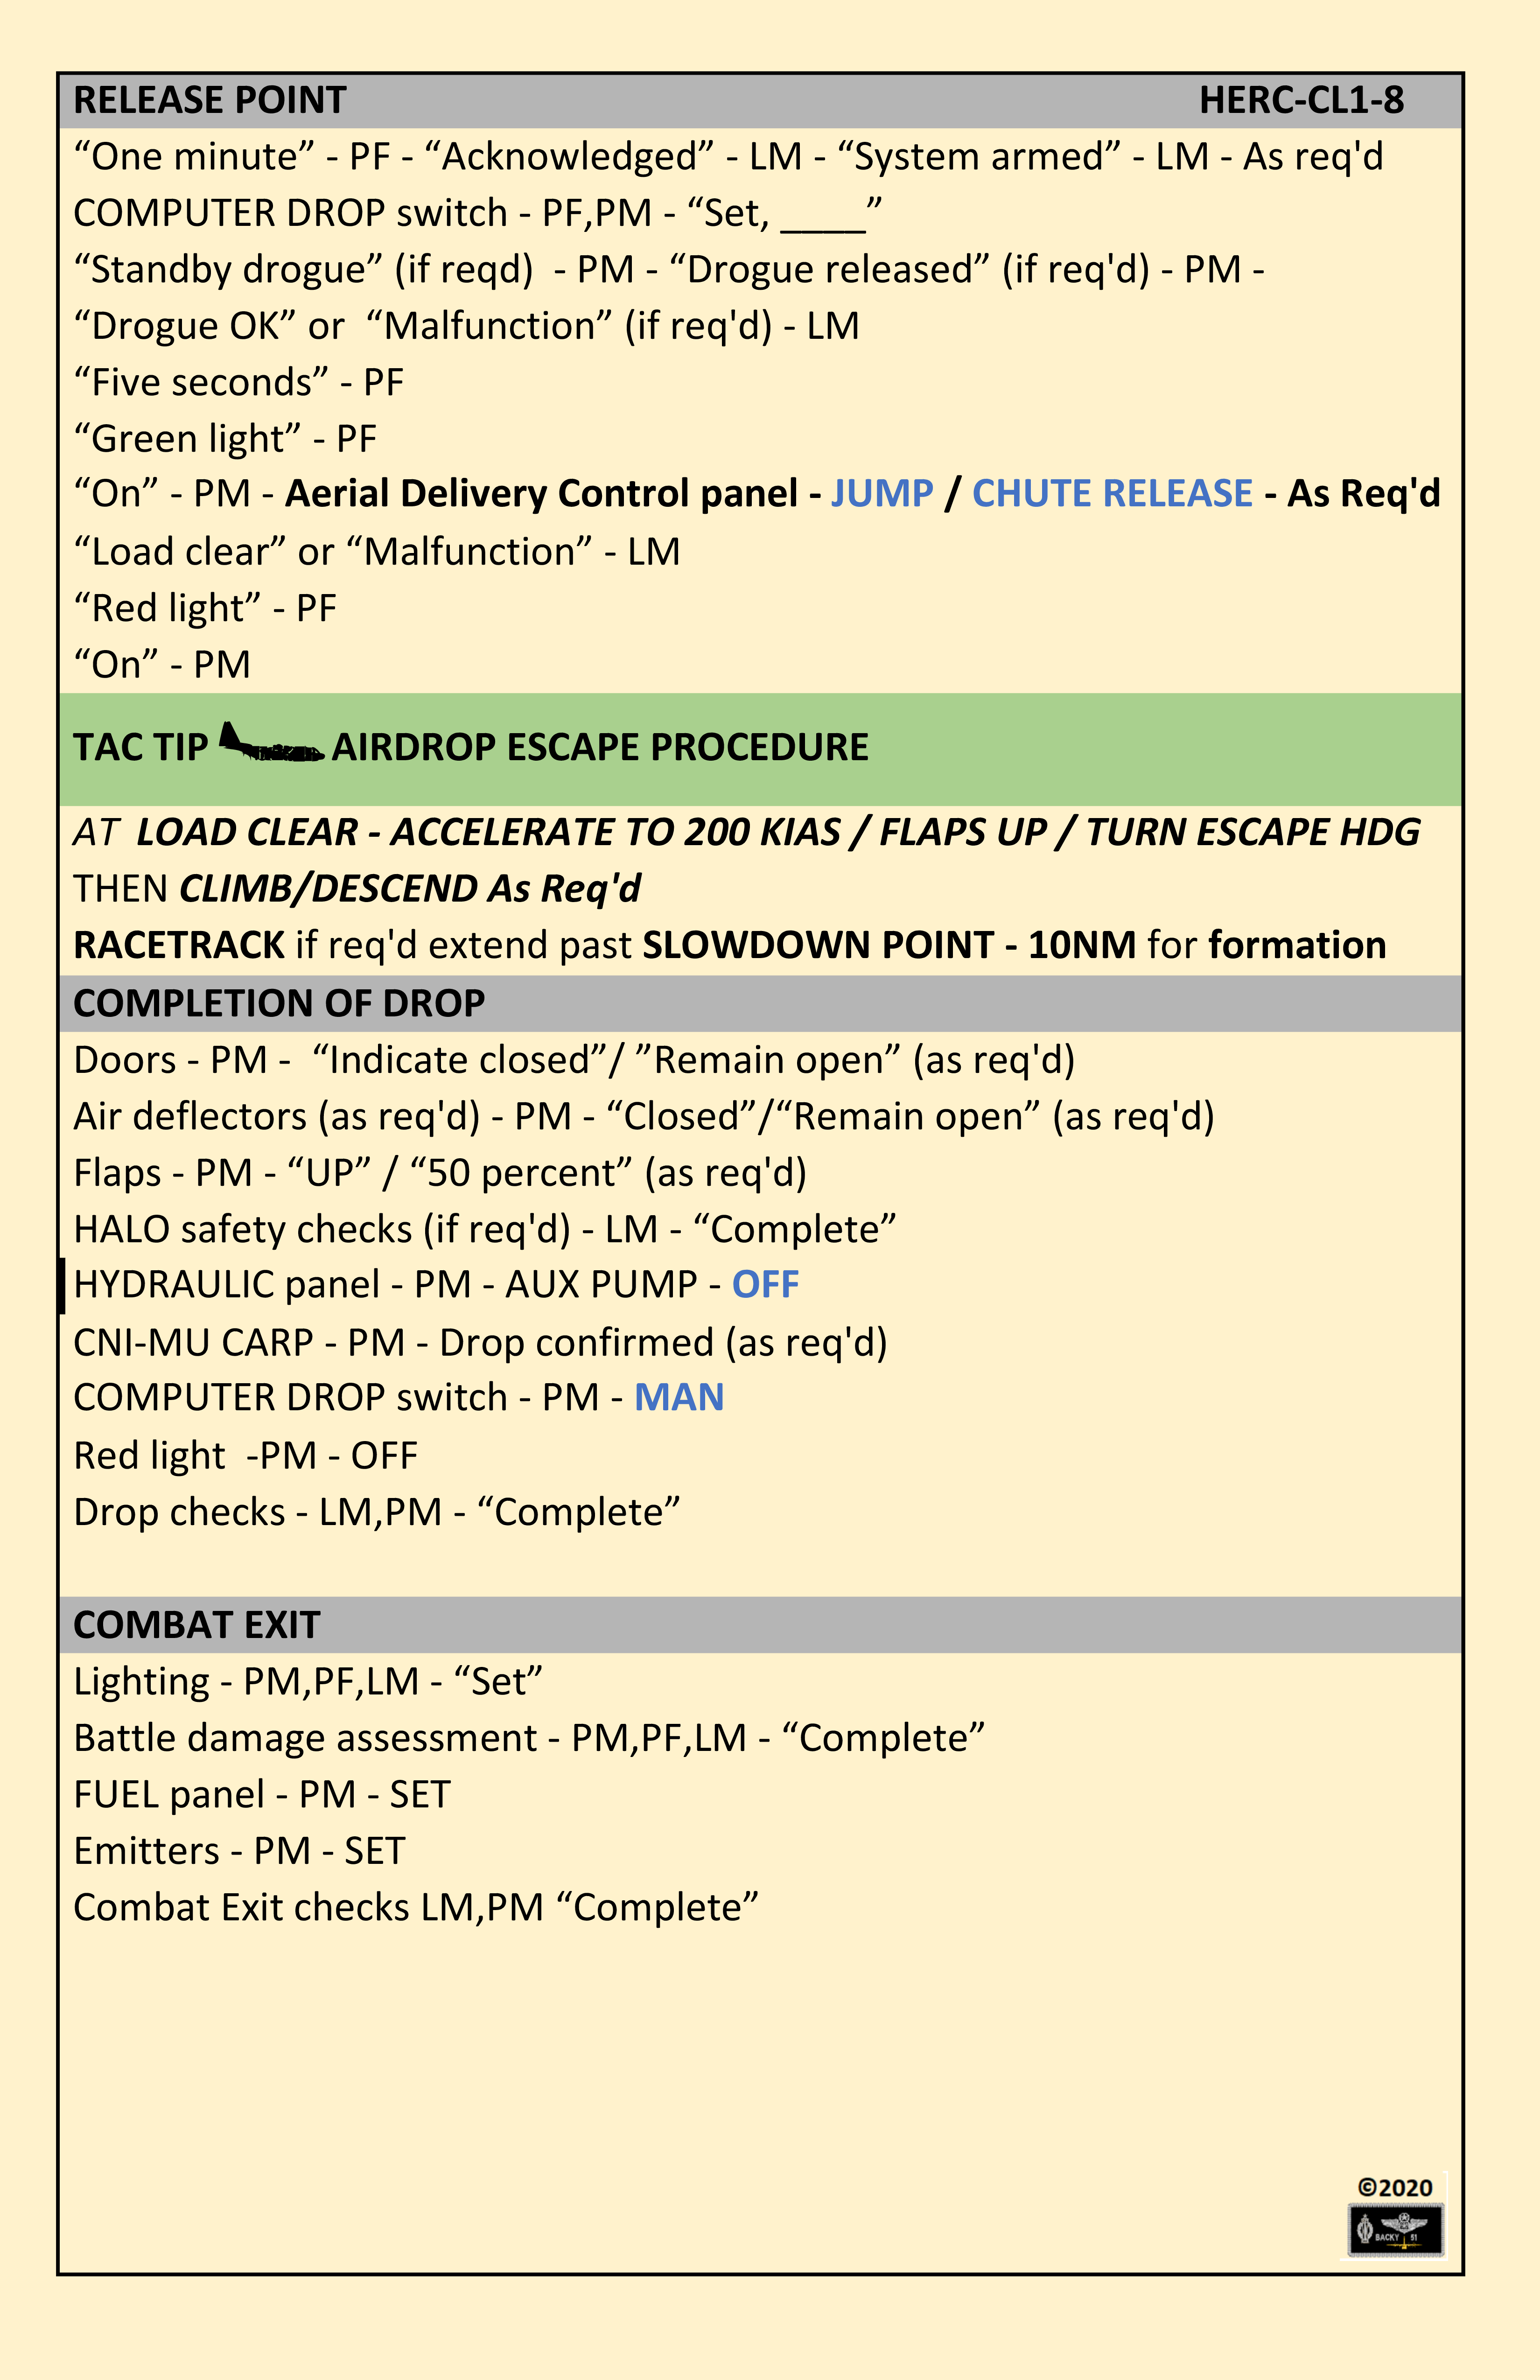 RELEASE POINT HERC-CL1-8
“One minute” - PF - “Acknowledged” - LM - “System armed” - LM - As req'd
COMPUTER DROP switch - PF,PM - “Set, ____”
“Standby drogue” (if reqd)  - PM - “Drogue released” (if req'd) - PM -
“Drogue OK” or  “Malfunction” (if req'd) - LM
“Five seconds” - PF
“Green light” - PF
“On” - PM - Aerial Delivery Control panel - JUMP / CHUTE RELEASE - As Req'd
“Load clear” or “Malfunction” - LM
“Red light” - PF
“On” - PM
TAC TIP AIRDROP ESCAPE PROCEDURE
AT  LOAD CLEAR - ACCELERATE TO 200 KIAS / FLAPS UP / TURN ESCAPE HDG
THEN CLIMB/DESCEND As Req'd
RACETRACK if req'd extend past SLOWDOWN POINT - 10NM for formation
COMPLETION OF DROP
Doors - PM -  “Indicate closed”/ ”Remain open” (as req'd)
Air deflectors (as req'd) - PM - “Closed”/“Remain open” (as req'd)
Flaps - PM - “UP” / “50 percent” (as req'd)
HALO safety checks (if req'd) - LM - “Complete”
HYDRAULIC panel - PM - AUX PUMP - OFF
CNI-MU CARP - PM - Drop confirmed (as req'd)
COMPUTER DROP switch - PM - MAN
Red light  -PM - OFF
Drop checks - LM,PM - “Complete”
COMBAT EXIT
Lighting - PM,PF,LM - “Set”
Battle damage assessment - PM,PF,LM - “Complete”
FUEL panel - PM - SET
Emitters - PM - SET
Combat Exit checks LM,PM “Complete”
©2020
BACKY 51